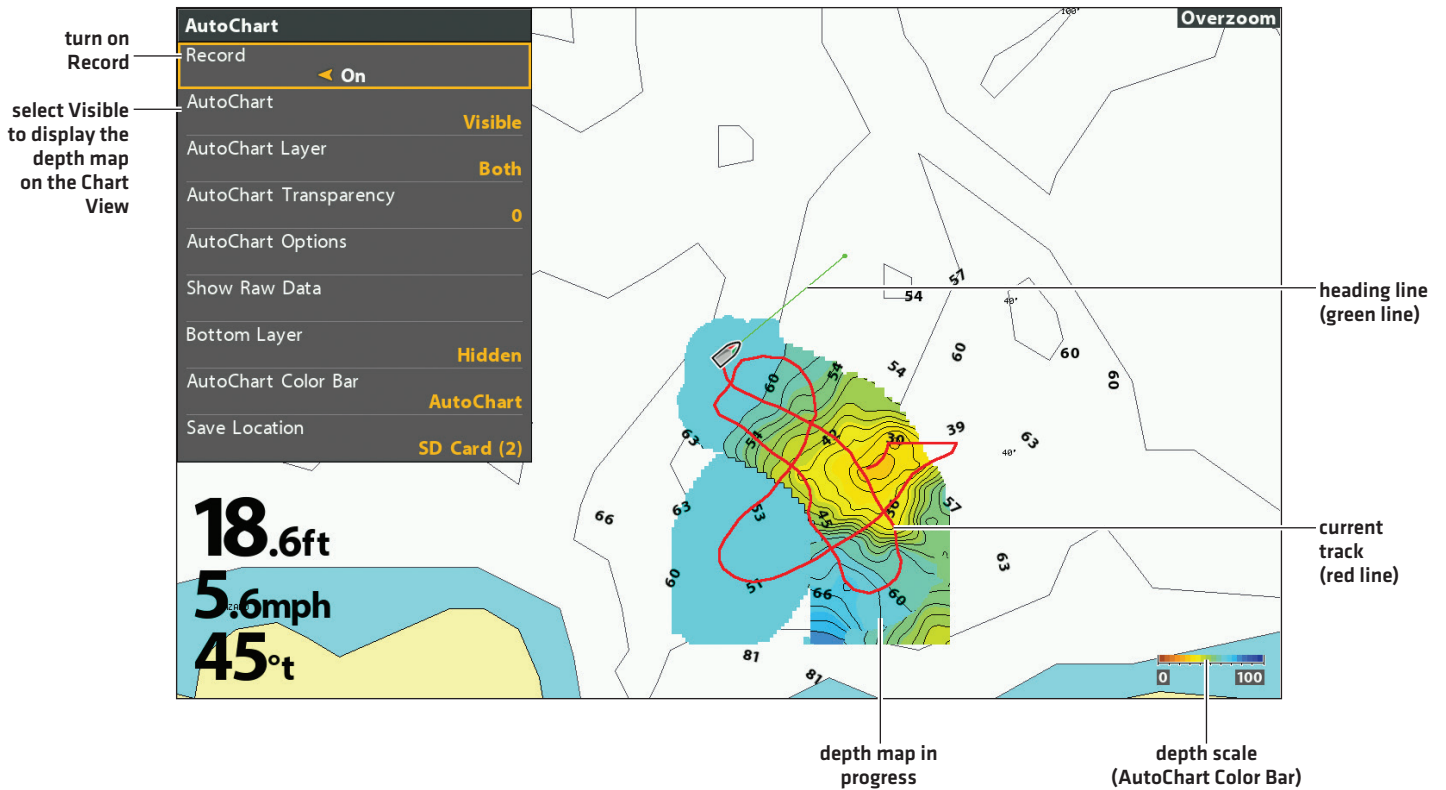 AutoChart
Record
On
AutoChart
Visible
AutoChart Layer
Both
AutoChart Transparency
0
AutoChart Options
Show Raw Data
Bottom Layer
Hidden
AutoChart Color Bar
AutoChart
Save Location
SD Card (2)
turn on
Record
select Visible
to display the
depth map
on the Chart
View
Overzoom
100°
57
54
40°
60
60
60
54
54
60
39
63
40°
30
42
54
63
36
57
45
53
63
66
63
60
51
66
60
81
81
18.6ft
5.6mph
45°t
0
100
heading line
(green line)
current
track
(red line)
depth map in
progress
depth scale
(AutoChart Color Bar)